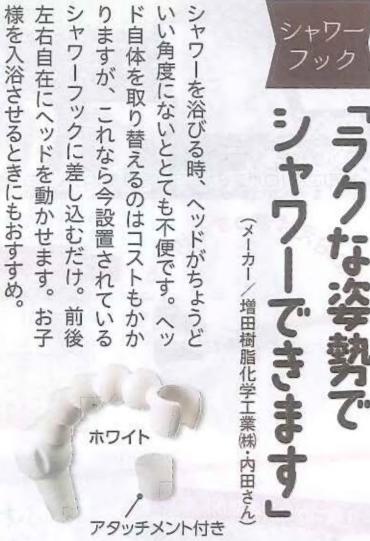 シャワー
フック
「ラクな姿勢で
シャワーできます」
（メーカー／増田樹脂化学工業㈱・内田さん）
シャワーを浴びる時、ヘッドがちょうど
いい角度にないととても不便です。ヘッ
ド自体を取り替えるのはコストもかか
りますが、これなら今設置されている
シャワーフックに差し込むだけ。前後
左右自在にヘッドを動かせます。お子
様を入浴させるときにもおすすめ。
ホワイト
アタッチメント付き